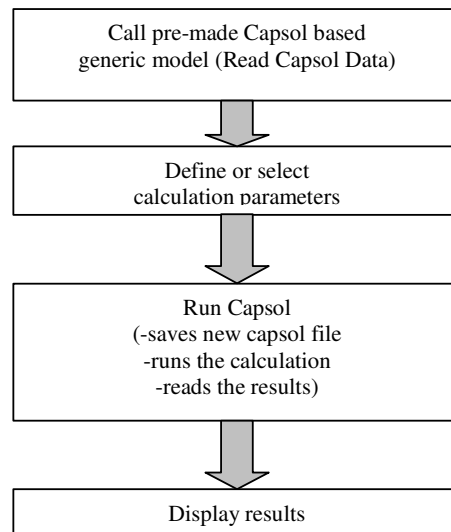 Call pre-made Capsol based
generic model (Read Capsol Data)
Define or select
calculation parameters
Run Capsol
(-saves new capsol file
-runs the calculation
-reads the results)
Display results